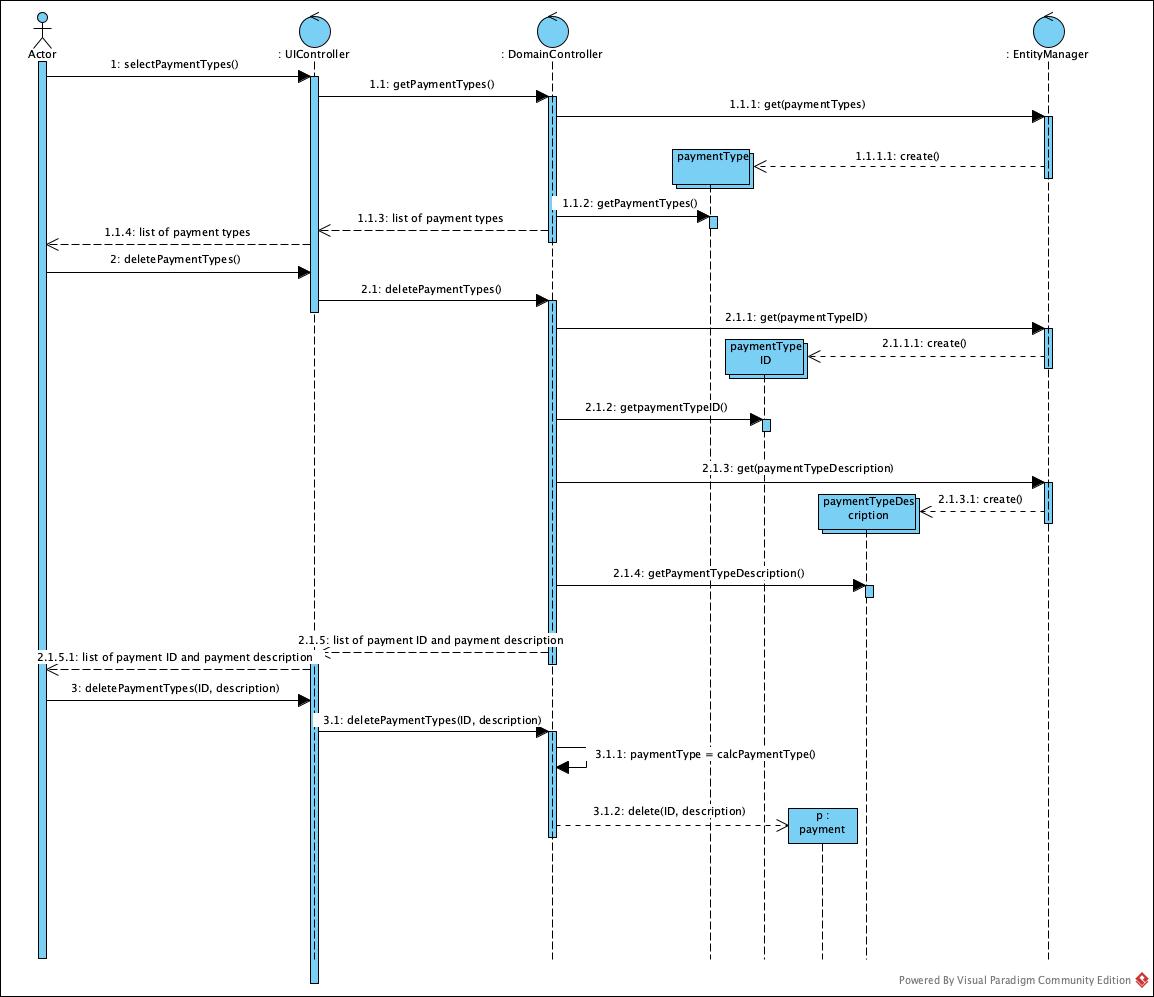 Actor
: UIController
: DomainController
: EntityManager
1: selectPaymentTypes()
1.1: getPaymentTypes()
1.1.1: get(paymentTypes)
paymentType
1.1.1.1: create()
1.1.2: getPaymentTypes()
1.1.3: list of payment types
1.1.4: list of payment types
2: deletePaymentTypes()
2.1: deletePaymentTypes()
2.1.1: get(paymentTypeID)
paymentType
ID
2.1.1.1: create()
2.1.2: getpaymentTypeID()
2.1.3: get(paymentTypeDescription)
paymentTypeDes
cription
2.1.3.1: create()
2.1.4: getPaymentTypeDescription()
2.1.5: list of payment ID and payment description
2.1.5.1: list of payment ID and payment description
3: deletePaymentTypes(ID, description)
3.1: deletePaymentTypes(ID, description)
3.1.1: paymentType = calcPaymentType()
3.1.2: delete(ID, description)
p :
payment
Powered By Visual Paradigm Community Edition